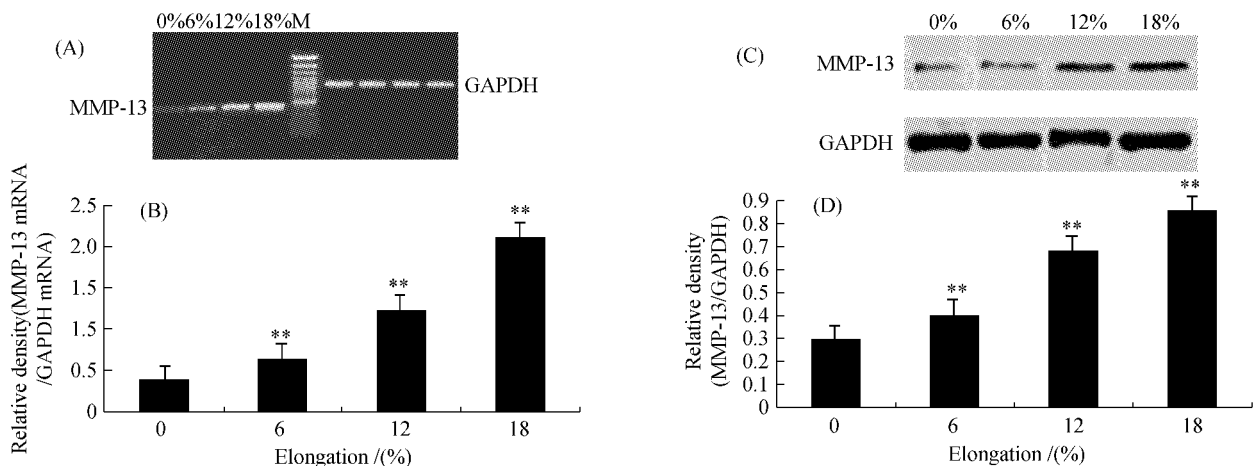 0%6%12%18%M
(A)
MMP-13
GAPDH
(B)
Relative density(MMP-13 mRNA
/GAPDH mRNA)
2.5
2.0
1.5
1.5
0.5
0
**
**
**
0
6
12
18
Elongation /(%)
0%
6%
12%
18%
(C)
MMP-13
GAPDH
(D)
Relative density
(MMP-13/GAPDH)
0.9
0.8
0.7
0.6
0.5
0.4
0.3
0.2
0.1
0
**
**
**
0
6
12
18
Elongation /(%)